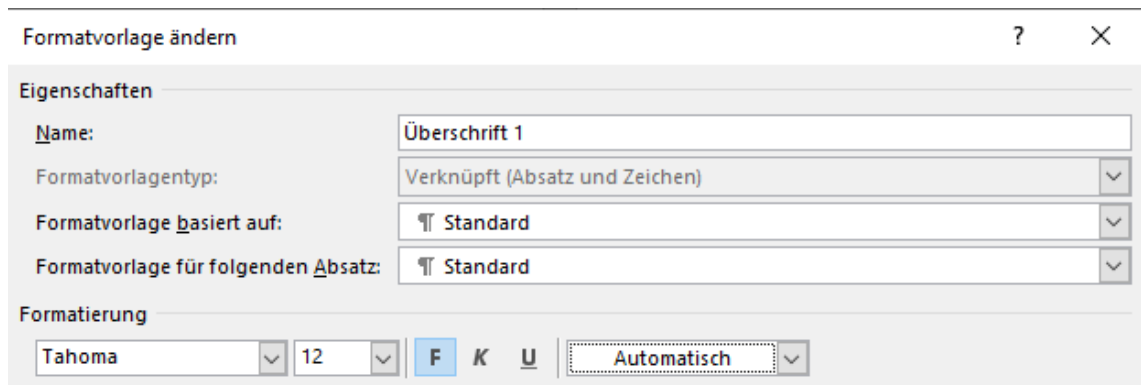 Formatvorlage ändern ?
Eigenschaften
Name: Überschrift 1
Formatvorlagentyp: Verknüpft (Absatz und Zeichen)
Formatvorlage basiert auf: ¶ Standard
Formatvorlage für folgenden Absatz: ¶ Standard
Formatierung
Tahoma 12 F K U Automatisch